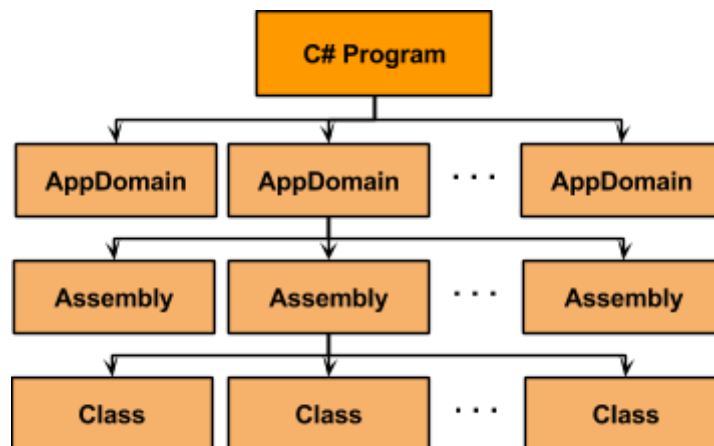 C# Program
AppDomain AppDomain . . . AppDomain
Assembly Assembly . . . Assembly
Class Class . . . Class